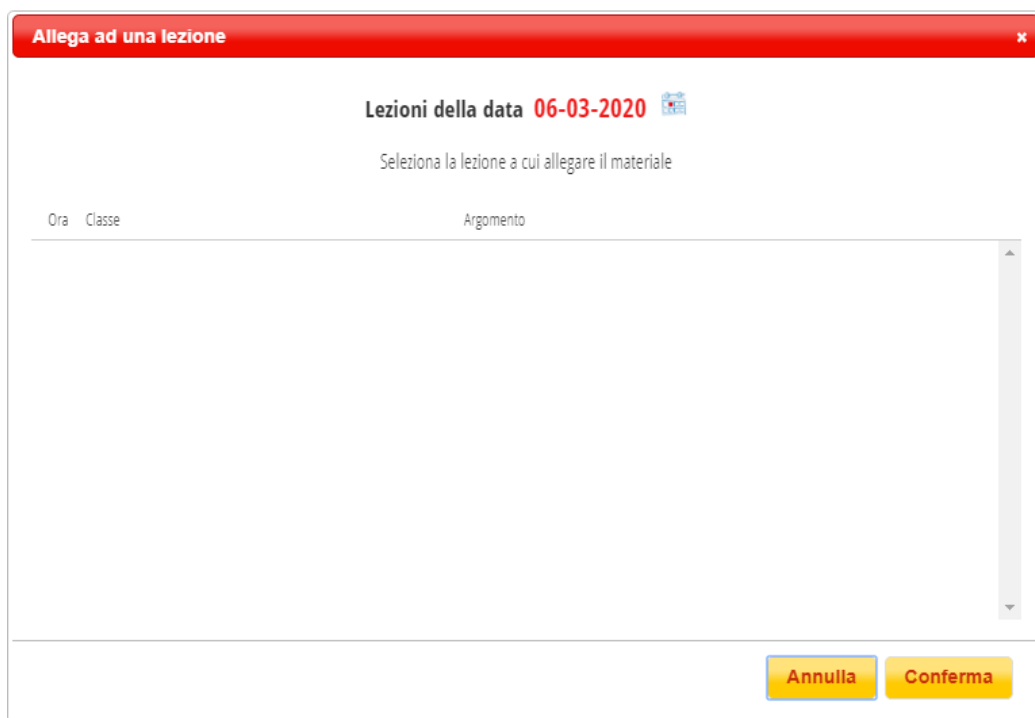 Allega ad una lezione
Lezioni della data 06-03-2020
Seleziona la lezione a cui allegare il materiale
Ora Classe Argomento
Annulla Conferma